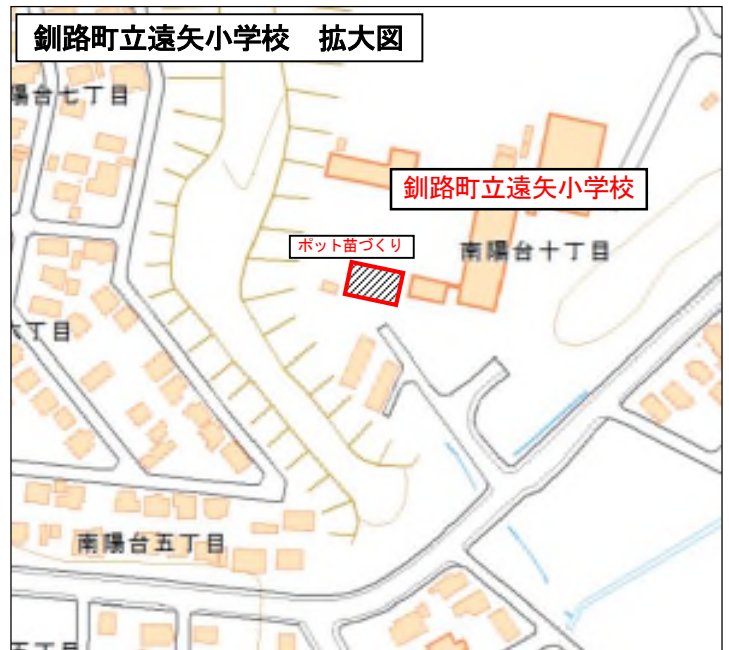 釧路町立遠矢小学校　拡大図
陽台七丁目
釧路町立遠矢小学校
ポット苗づくり
南陽台十丁目
六丁目
南陽台五丁目
五丁目